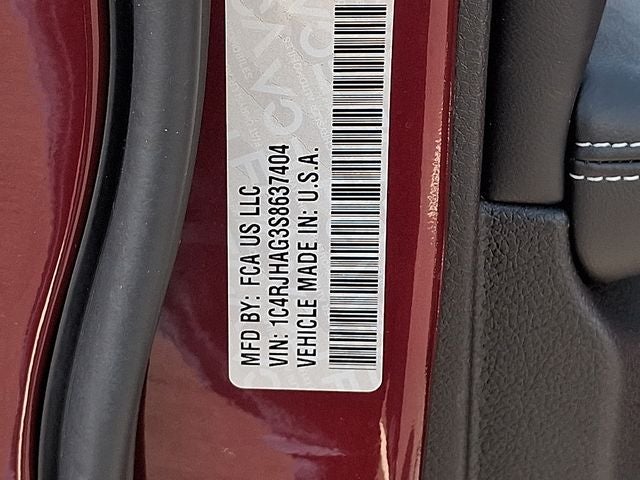 MFD BY: FCA US LLC
VIN: 1C4RJHAG3S8637404
VEHICLE MADE IN: U.S.A.